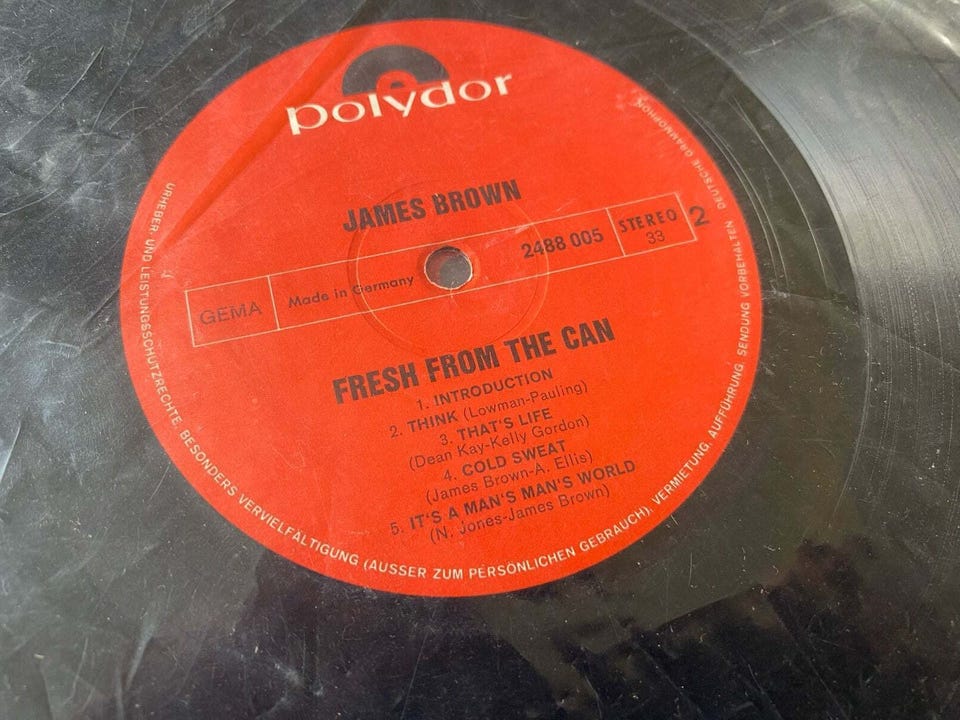 polydor
JAMES BROWN
GEMA
Made in Germany
2488 005
STEREO
33
2
FRESH FROM THE CAN
1. INTRODUCTION
2. THINK (Lowman-Pauling)
3. THAT'S LIFE
(Dean Kay-Kelly Gordon)
4. COLD SWEAT
(James Brown-A. Ellis)
5. IT'S A MAN'S MAN'S WORLD
(N. Jones-James Brown)
URHEBER- UND LEISTUNGSSCHUTZRECHTE, BESONDERS VERVIELFÄLTIGUNG (AUSSER ZUM PERSÖNLICHEN GEBRAUCH), VERMIETUNG, AUFFÜHRUNG, SENDUNG VORBEHALTEN DEUTSCHE GRAMMOPHON